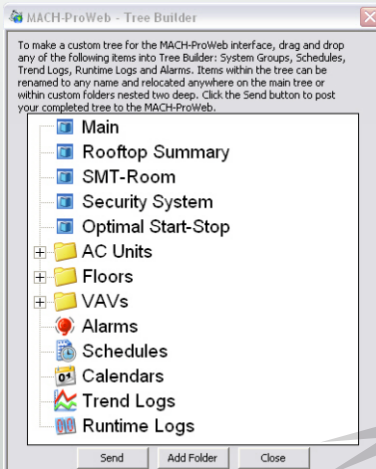 MACH-ProWeb - Tree Builder
To make a custom tree for the MACH-ProWeb interface, drag and drop
any of the following items into Tree Builder: System Groups, Schedules,
Trend Logs, Runtime Logs and Alarms. Items within the tree can be
renamed to any name and relocated anywhere on the main tree or
within custom folders nested two deep. Click the Send button to post
your completed tree to the MACH-ProWeb.
Main
Rooftop Summary
SMT-Room
Security System
Optimal Start-Stop
AC Units
Floors
VAVs
Alarms
Schedules
Calendars
Trend Logs
Runtime Logs
Send Add Folder Close